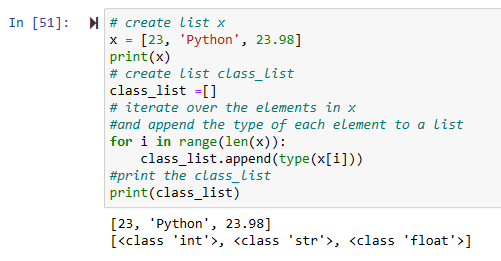 In [51]:
# create list x
x = [23, 'Python', 23.98]
print(x)
# create list class_list
class_list =[]
# iterate over the elements in x
#and append the type of each element to a list
for i in range(len(x)):
    class_list.append(type(x[i]))
#print the class_list
print(class_list)
[23, 'Python', 23.98]
[<class 'int'>, <class 'str'>, <class 'float'>]